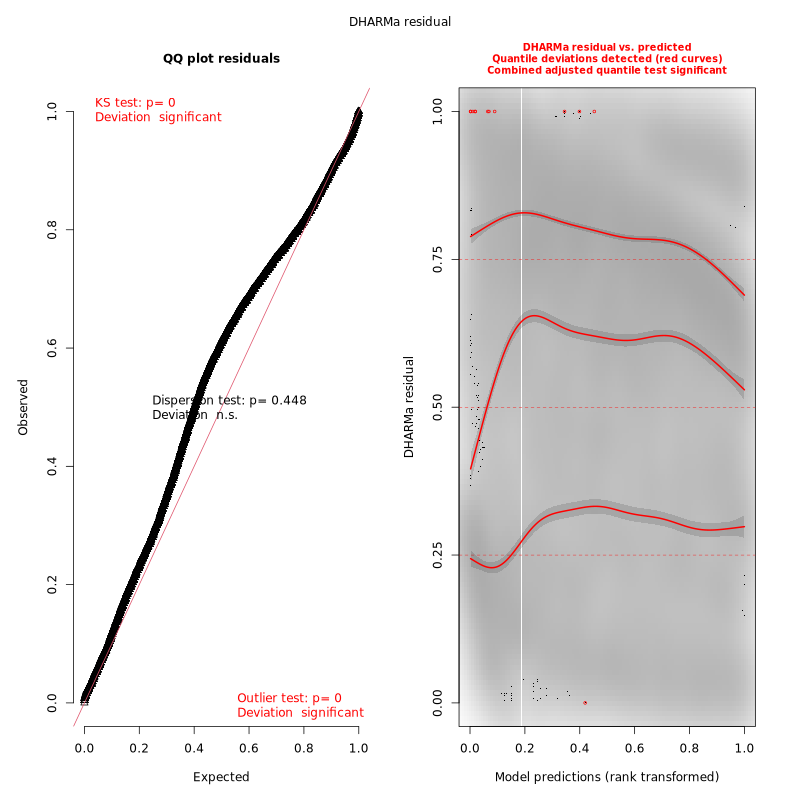 DHARMa residual
QQ plot residuals
KS test: p= 0
Deviation  significant
Dispersion test: p= 0.448
Deviation  n.s.
Outlier test: p= 0
Deviation  significant
Observed
0.0
0.2
0.4
0.6
0.8
1.0
0.0 0.2 0.4 0.6 0.8 1.0
Expected
DHARMa residual vs. predicted
Quantile deviations detected (red curves)
Combined adjusted quantile test significant
DHARMa residual
0.00
0.25
0.50
0.75
1.00
0.0 0.2 0.4 0.6 0.8 1.0
Model predictions (rank transformed)